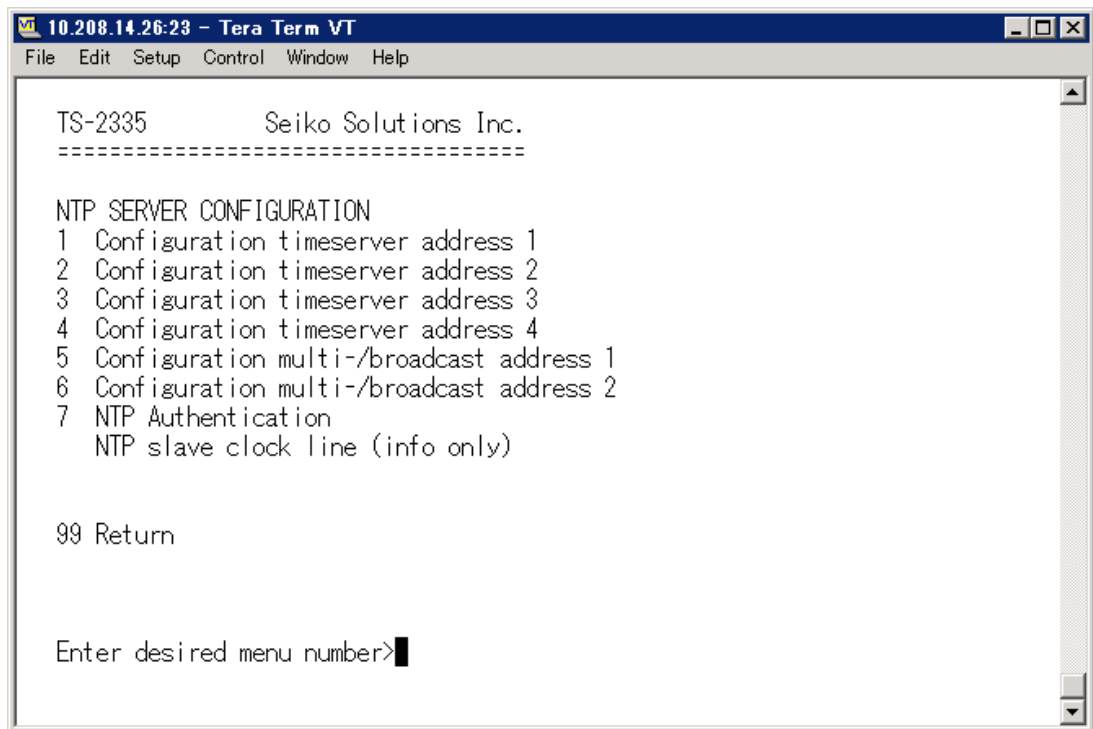 10.208.14.26:23 - Tera Term VT
File Edit Setup Control Window Help
TS-2335 Seiko Solutions Inc.
====================================
NTP SERVER CONFIGURATION
1 Configuration timeserver address 1
2 Configuration timeserver address 2
3 Configuration timeserver address 3
4 Configuration timeserver address 4
5 Configuration multi-/broadcast address 1
6 Configuration multi-/broadcast address 2
7 NTP Authentication
NTP slave clock line (info only)
99 Return
Enter desired menu number>